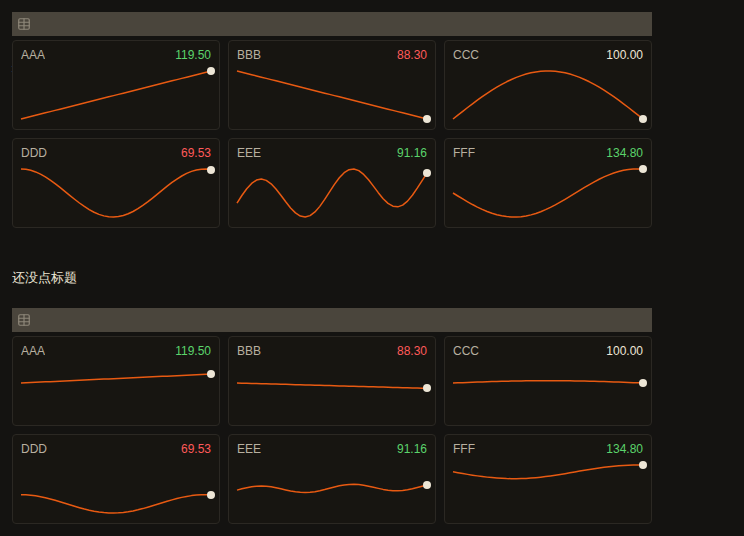 AAA 119.50 BBB 88.30 CCC 100.00
DDD 69.53 EEE 91.16 FFF 134.80
还没点标题
AAA 119.50 BBB 88.30 CCC 100.00
DDD 69.53 EEE 91.16 FFF 134.80